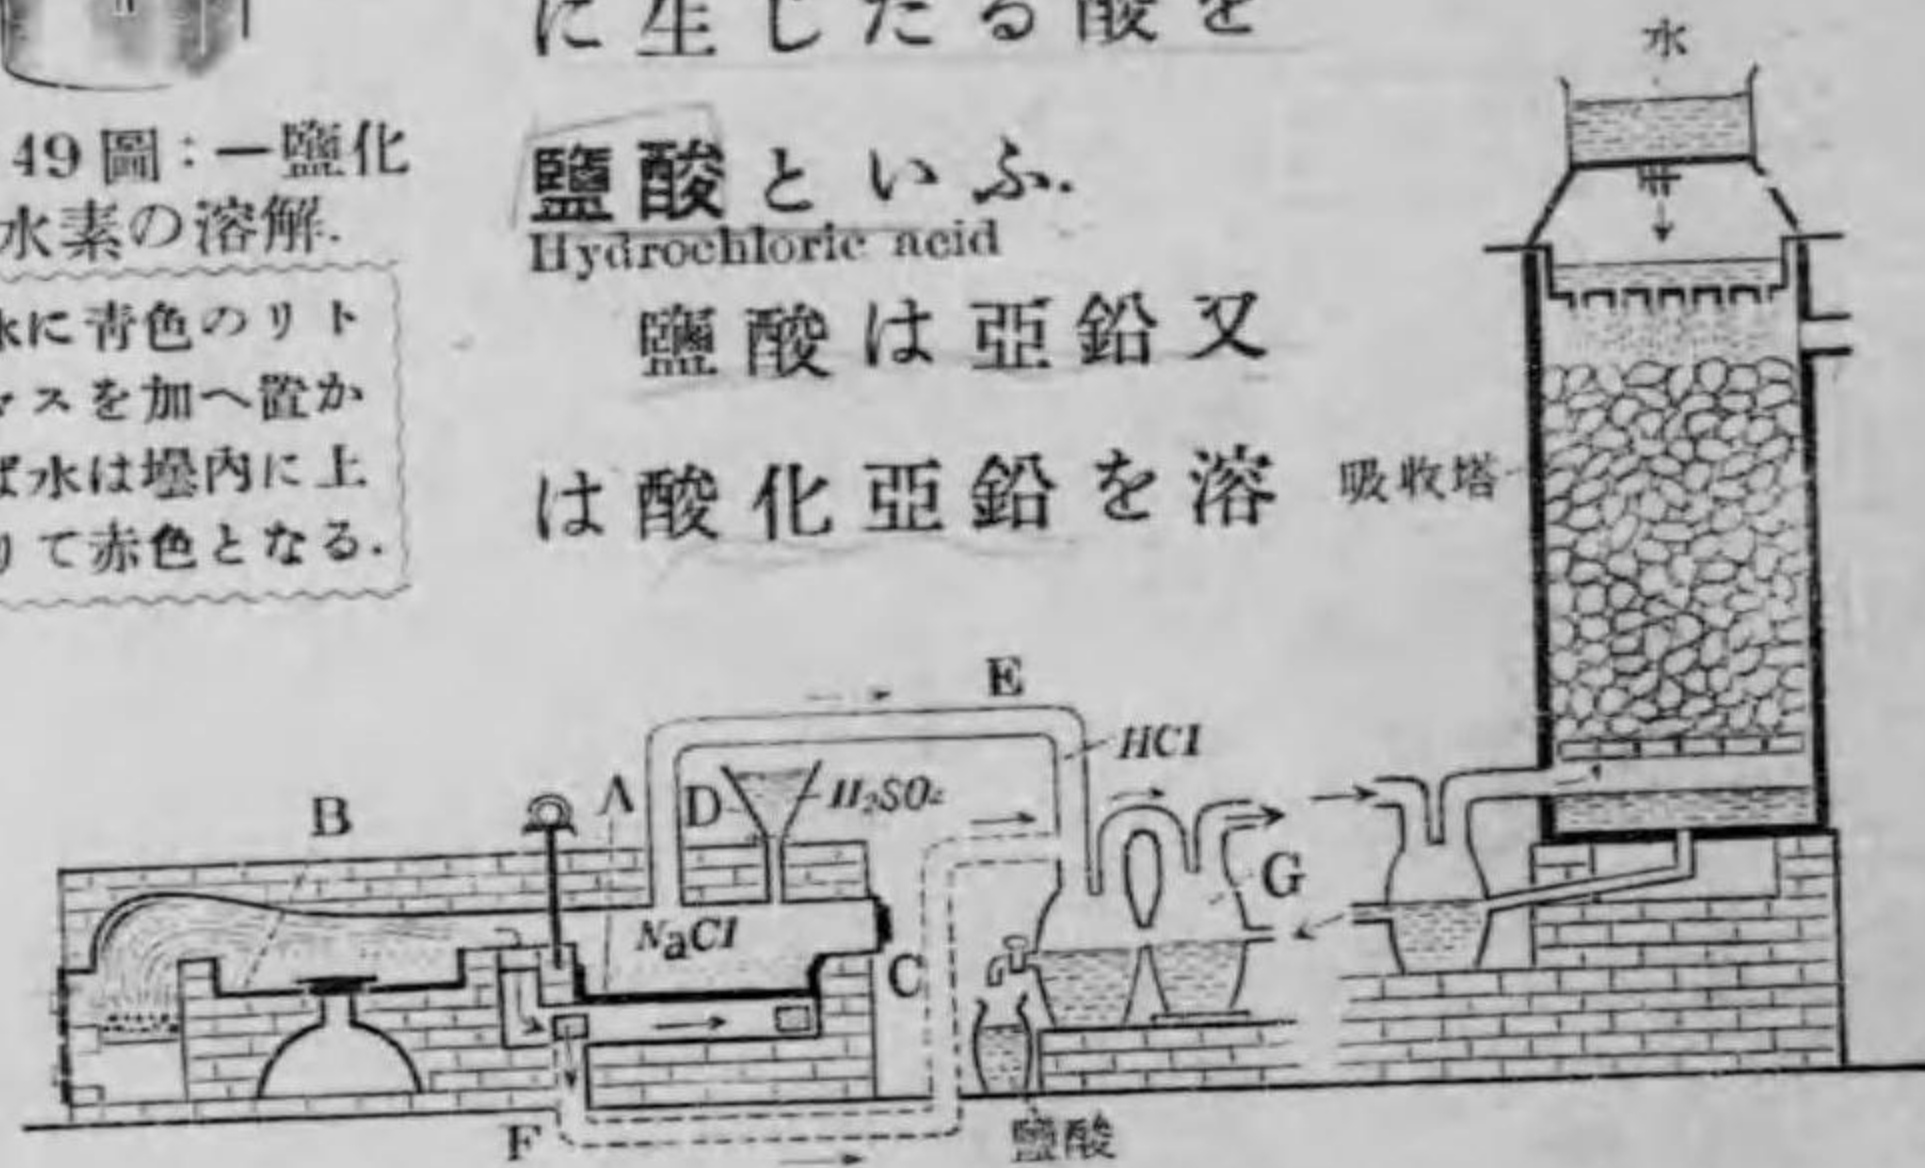 に生じたる酸を
鹽酸といふ.
Hydrochloric acid
鹽酸は亞鉛又
は酸化亞鉛を溶
49圖:—鹽化
水素の溶解.
水に靑色のリト
マスを加へ置か
ば水は壜內に上
りて赤色となる.
水
吸收塔
E
HCl
B
A
D
H₂SO₄
G
NaCl
C
F
鹽酸